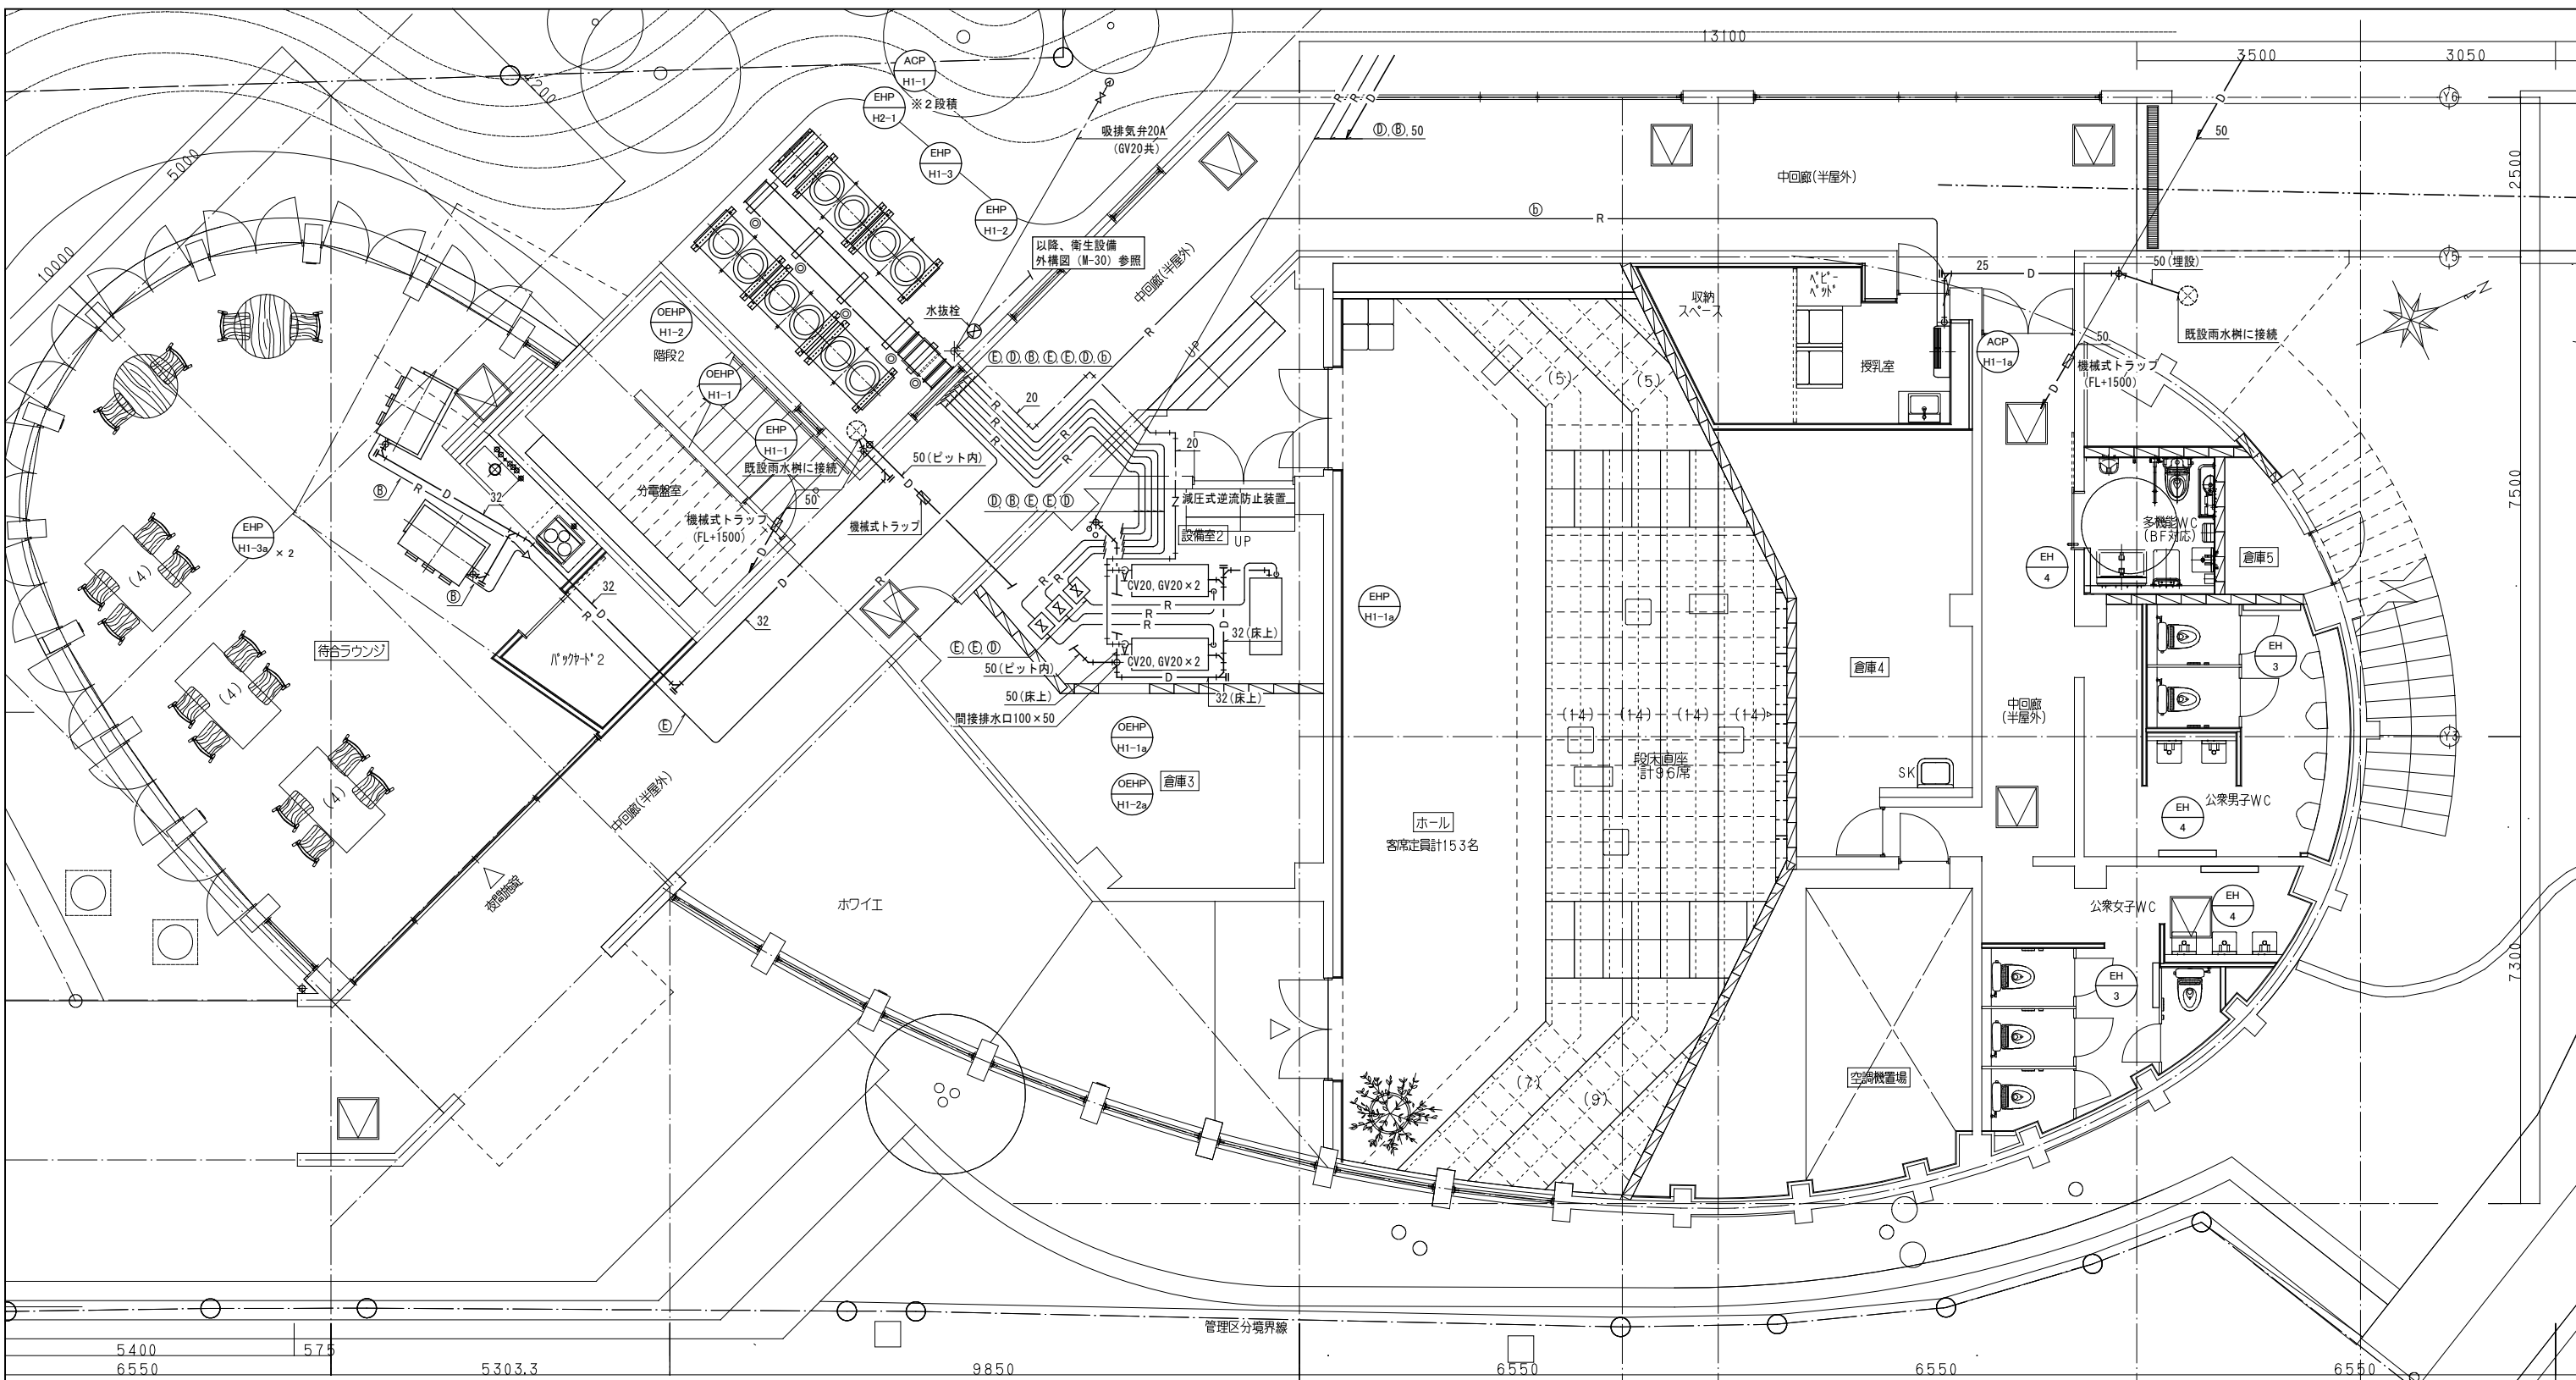 13100
3500
3050
ACP
H1-1
EHP
H2-1
※2段積
EHP
H1-3
EHP
H1-2
吸排気弁20A
(GV20共)
Ⓓ,Ⓑ,50
R
R
D
D
50
Y6
200
5000
10000
2500
以降、衛生設備
外構図(M-30)参照
中回廊(半屋外)
中回廊(半屋外)
ⓑ
R
R
Y5
水抜栓
OEHP
H1-2
階段2
OEHP
H1-1
EHP
H1-1
既設雨水桝に接続
50
分電盤室
機械式トラップ
(FL+1500)
D
50(ピット内)
D
機械式トラップ
Ⓔ,Ⓓ,Ⓑ,Ⓔ,Ⓔ,Ⓓ,ⓑ
20
R
R
R
R
R
R
UP
20
Ⓓ,Ⓑ,Ⓔ,Ⓔ,Ⓓ
減圧式逆流防止装置
設備室2
UP
CV20,GV20×2
R
R
R
R
D
32(床上)
CV20,GV20×2
Ⓔ,Ⓔ,Ⓓ
50(ピット内)
D
50(床上)
32(床上)
間接排水口100×50
収納
スペース
ベビー
ベッド
授乳室
25
D
50(埋設)
既設雨水桝に接続
ACP
H1-1a
50
機械式トラップ
(FL+1500)
D
N
(5)
(5)
7500
Ⓑ
R
D
32
EHP
H1-3a
×2
Ⓑ
32
D
R
D
R
32
バックヤード2
Ⓔ
(4)
(4)
(4)
待合ラウンジ
EHP
H1-1a
多機能WC
(BF対応)
倉庫5
EH
4
EH
3
倉庫4
中回廊
(半屋外)
(14)
(14)
(14)
(14)
段床直座
計96席
Y3
SK
OEHP
H1-1a
OEHP
H1-2a
倉庫3
中回廊(半屋外)
公衆男子WC
EH
4
ホール
客席定員計153名
夜間施錠
ホワイエ
公衆女子WC
EH
4
EH
3
7300
空調機置場
(7)
(9)
管理区分境界線
5400
575
6550
5303.3
9850
6550
6550
6550